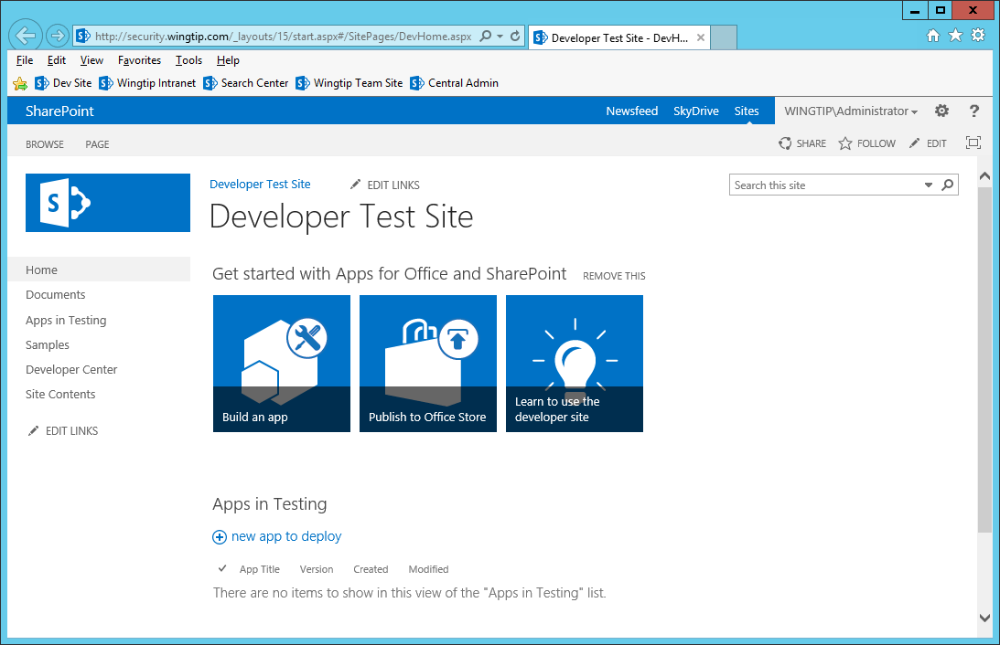 http://security.wingtip.com/_layouts/15/start.aspx#/SitePages/DevHome.aspx
Developer Test Site - DevH...
File Edit View Favorites Tools Help
Dev Site Wingtip Intranet Search Center Wingtip Team Site Central Admin
SharePoint Newsfeed SkyDrive Sites WINGTIP\Administrator ?
BROWSE PAGE SHARE FOLLOW EDIT
Developer Test Site EDIT LINKS Search this site
S
Developer Test Site
Home
Documents
Apps in Testing
Samples
Developer Center
Site Contents
EDIT LINKS
Get started with Apps for Office and SharePoint REMOVE THIS
Build an app
Publish to Office Store
Learn to use the
developer site
Apps in Testing
new app to deploy
App Title Version Created Modified
There are no items to show in this view of the "Apps in Testing" list.